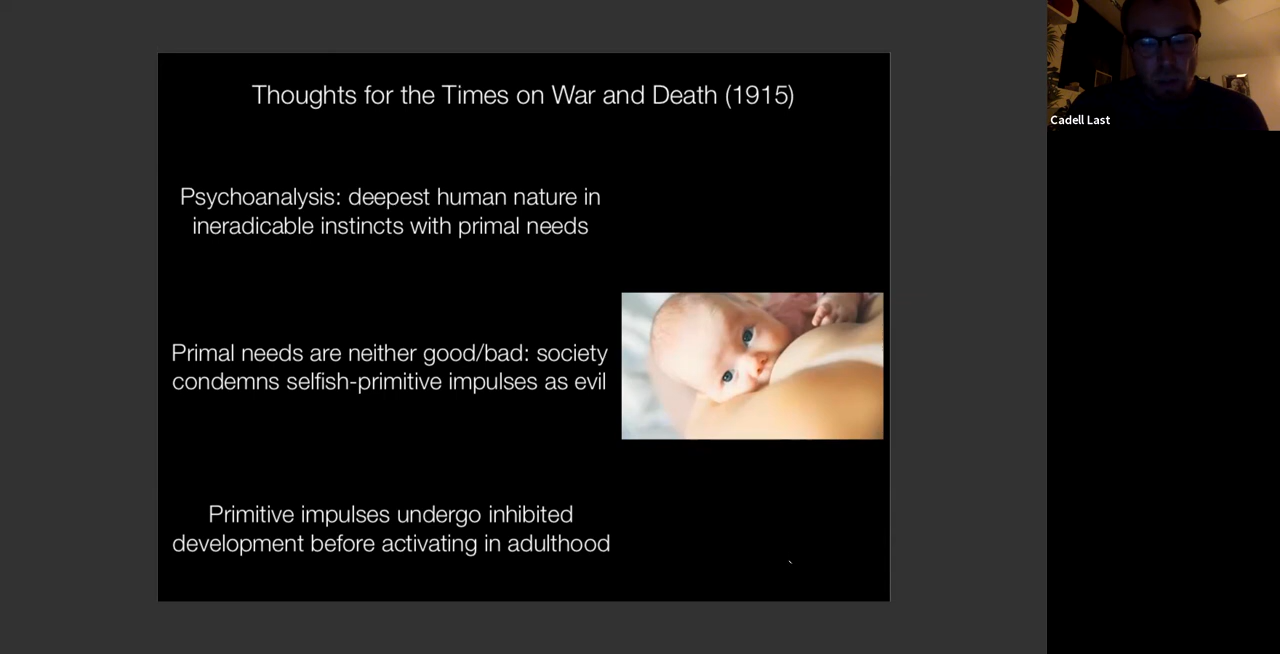 Thoughts for the Times on War and Death (1915)
Psychoanalysis: deepest human nature in
ineradicable instincts with primal needs
Primal needs are neither good/bad: society
condemns selfish-primitive impulses as evil
Primitive impulses undergo inhibited
development before activating in adulthood
Cadell Last